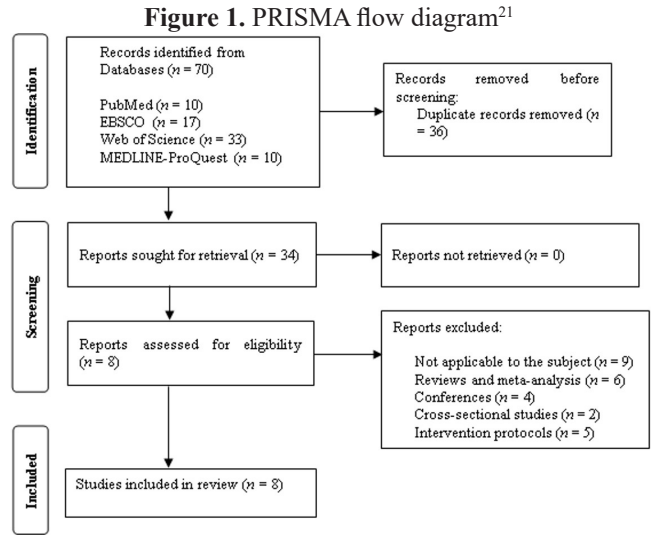 Figure 1. PRISMA flow diagram21
Identification
Records identified from
Databases (n = 70)
PubMed (n = 10)
EBSCO (n = 17)
Web of Science (n = 33)
MEDLINE-ProQuest (n = 10)
Records removed before
screening:
Duplicate records removed (n
= 36)
Screening
Reports sought for retrieval (n = 34)
Reports not retrieved (n = 0)
Reports assessed for eligibility
(n = 8)
Reports excluded:
Not applicable to the subject (n = 9)
Reviews and meta-analysis (n = 6)
Conferences (n = 4)
Cross-sectional studies (n = 2)
Intervention protocols (n = 5)
Included
Studies included in review (n = 8)